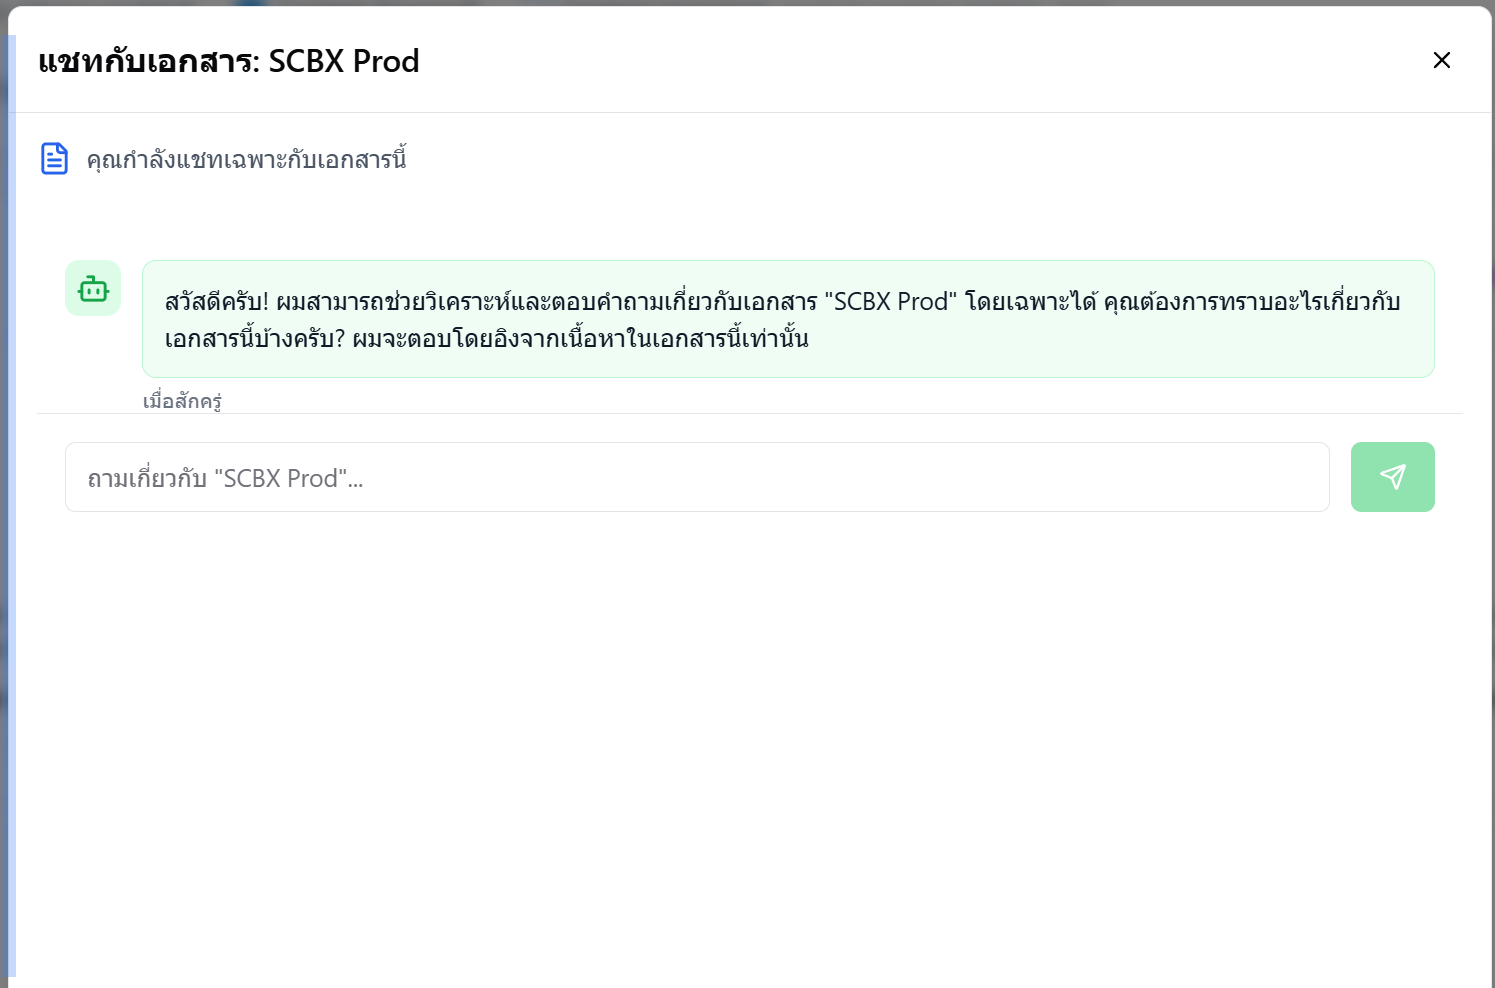 แชทกับเอกสาร: SCBX Prod
คุณกำลังแชทเฉพาะกับเอกสารนี้
สวัสดีครับ! ผมสามารถช่วยวิเคราะห์และตอบคำถามเกี่ยวกับเอกสาร "SCBX Prod" โดยเฉพาะได้ คุณต้องการทราบอะไรเกี่ยวกับ
เอกสารนี้บ้างครับ? ผมจะตอบโดยอิงจากเนื้อหาในเอกสารนี้เท่านั้น
เมื่อสักครู่
ถามเกี่ยวกับ "SCBX Prod"...